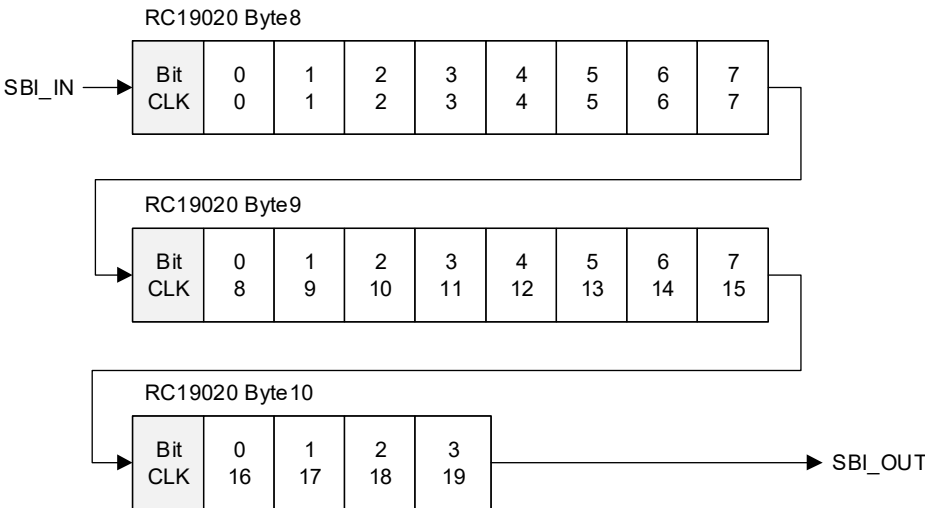 RC19020 Byte8
SBI_IN
Bit 0 1 2 3 4 5 6 7
CLK 0 1 2 3 4 5 6 7
RC19020 Byte9
Bit 0 1 2 3 4 5 6 7
CLK 8 9 10 11 12 13 14 15
RC19020 Byte10
Bit 0 1 2 3
CLK 16 17 18 19
SBI_OUT